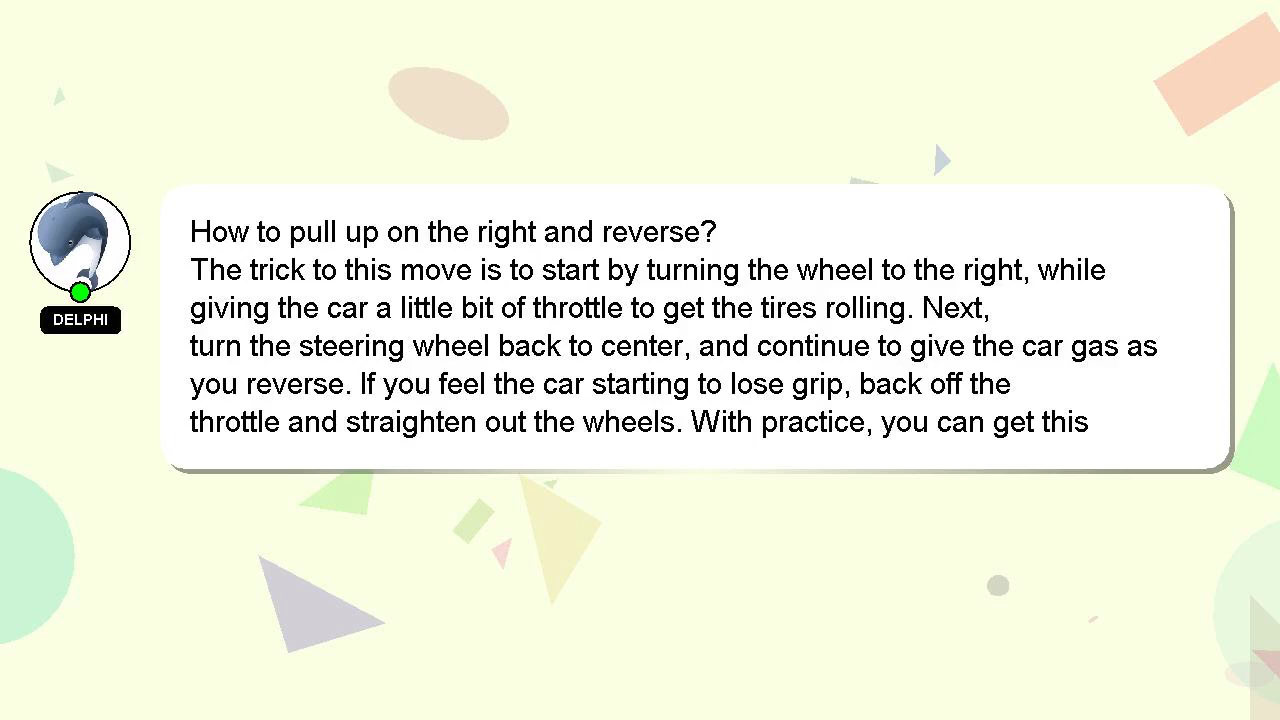 How to pull up on the right and reverse?
The trick to this move is to start by turning the wheel to the right, while
giving the car a little bit of throttle to get the tires rolling. Next,
turn the steering wheel back to center, and continue to give the car gas as
you reverse. If you feel the car starting to lose grip, back off the
throttle and straighten out the wheels. With practice, you can get this
DELPHI